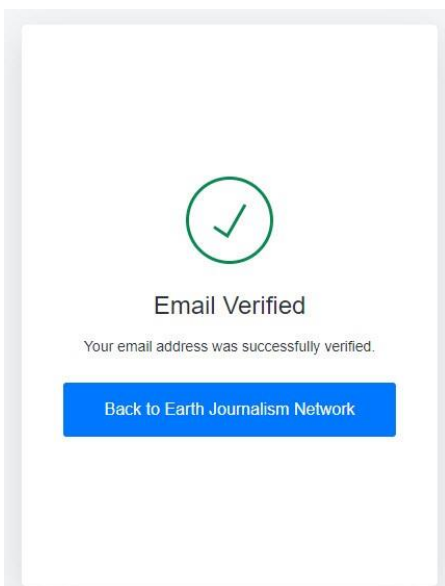 Email Verified
Your email address was successfully verified.
Back to Earth Journalism Network